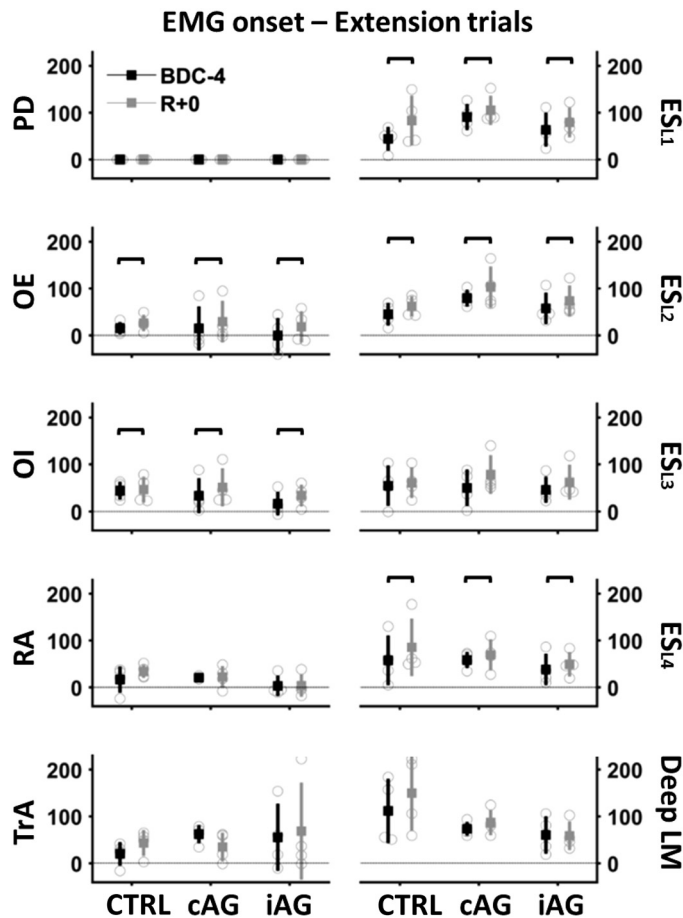 EMG onset – Extension trials
PD
200
100
0
BDC-4
R+0
200
100
0
ESL1
OE
200
100
0
200
100
0
ESL2
OI
200
100
0
200
100
0
ESL3
RA
200
100
0
200
100
0
ESL4
TrA
200
100
0
200
100
0
Deep LM
CTRL cAG iAG CTRL cAG iAG